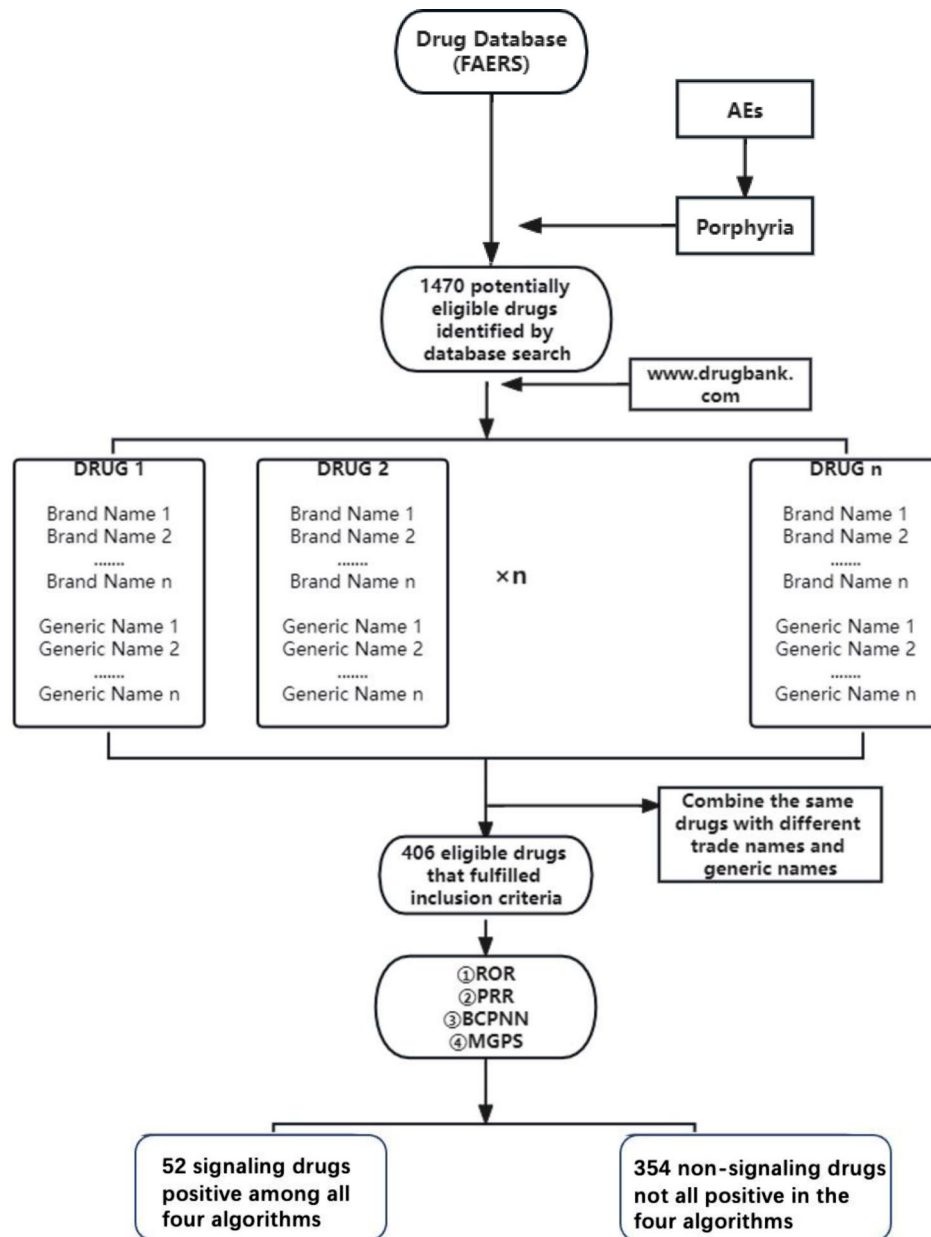 Drug Database
(FAERS)
AEs
Porphyria
1470 potentially
eligible drugs
identified by
database search
www.drugbank.
com
DRUG 1
Brand Name 1
Brand Name 2
.......
Brand Name n
Generic Name 1
Generic Name 2
.......
Generic Name n
DRUG 2
Brand Name 1
Brand Name 2
.......
Brand Name n
Generic Name 1
Generic Name 2
.......
Generic Name n
×n
DRUG n
Brand Name 1
Brand Name 2
.......
Brand Name n
Generic Name 1
Generic Name 2
.......
Generic Name n
Combine the same
drugs with different
trade names and
generic names
406 eligible drugs
that fulfilled
inclusion criteria
①ROR
②PRR
③BCPNN
④MGPS
52 signaling drugs
positive among all
four algorithms
354 non-signaling drugs
not all positive in the
four algorithms